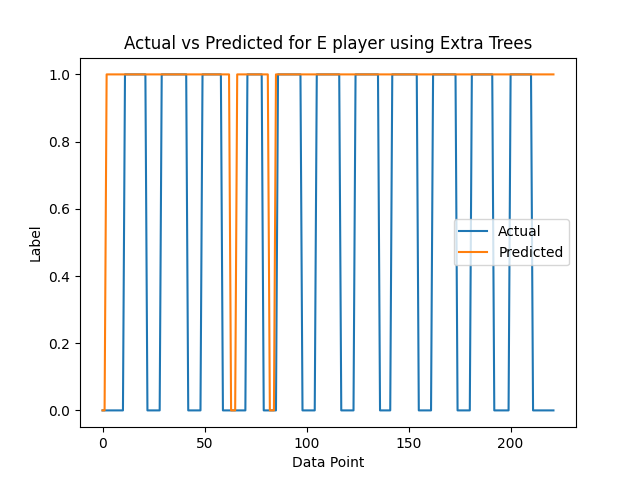 Actual vs Predicted for E player using Extra Trees
1.0
0.8
0.6
0.4
0.2
0.0
Label
Actual
Predicted
0 50 100 150 200
Data Point